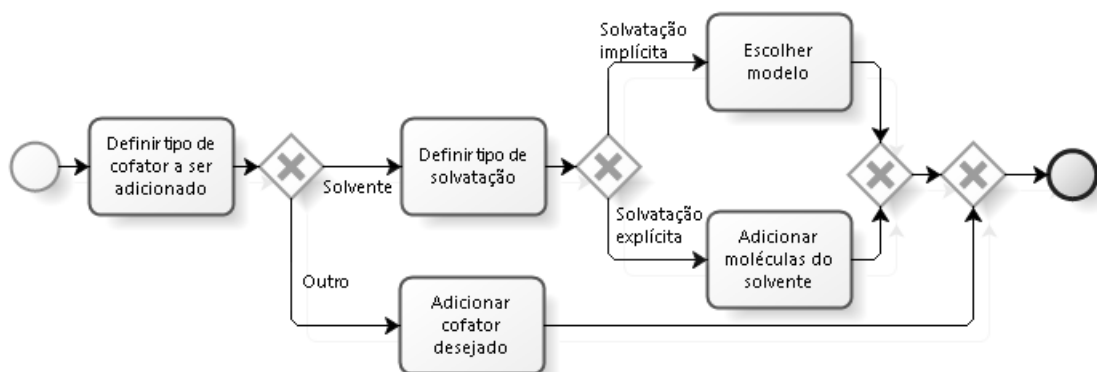 Definir tipo de
cofator a ser
adicionado
Solvente
Outro
Definir tipo de
solvatação
Solvatação
implícita
Escolher
modelo
Solvatação
explícita
Adicionar
moléculas do
solvente
Adicionar
cofator
desejado